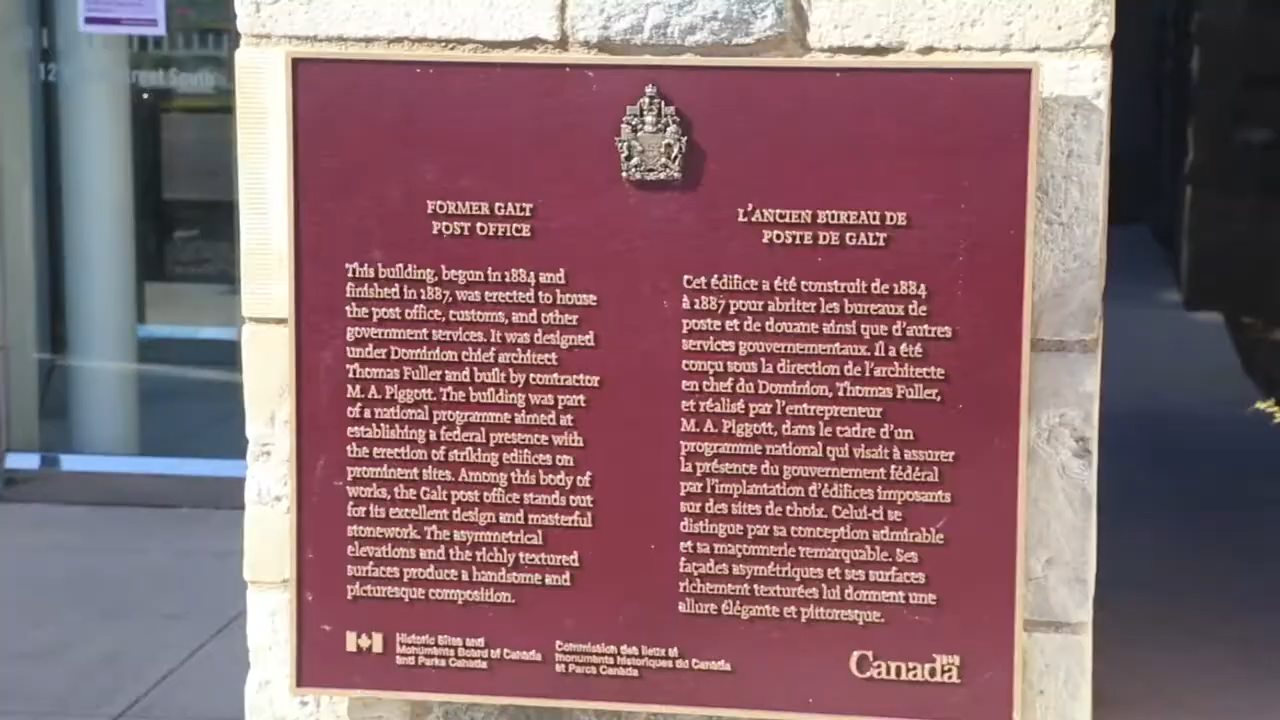 12
reet South
FORMER GALT
POST OFFICE
This building, begun in 1884 and
finished in 1887, was erected to house
the post office, customs, and other
government services. It was designed
under Dominion chief architect
Thomas Fuller and built by contractor
M. A. Piggott. The building was part
of a national programme aimed at
establishing a federal presence with
the erection of striking edifices on
prominent sites. Among this body of
works, the Galt post office stands out
for its excellent design and masterful
stonework. The asymmetrical
elevations and the richly textured
surfaces produce a handsome and
picturesque composition.
L'ANCIEN BUREAU DE
POSTE DE GALT
Cet édifice a été construit de 1884
à 1887 pour abriter les bureaux de
poste et de douane ainsi que d'autres
services gouvernementaux. Il a été
conçu sous la direction de l'architecte
en chef du Dominion, Thomas Fuller,
et réalisé par l'entrepreneur
M. A. Piggott, dans le cadre d'un
programme national qui visait à assurer
la présence du gouvernement fédéral
par l'implantation d'édifices imposants
sur des sites de choix. Celui-ci se
distingue par sa conception admirable
et sa maçonnerie remarquable. Ses
façades asymétriques et ses surfaces
richement texturées lui donnent une
allure élégante et pittoresque.
Historic Sites and
Monuments Board of Canada
and Parks Canada
Commission des lieux et
monuments historiques du Canada
et Parcs Canada
Canada